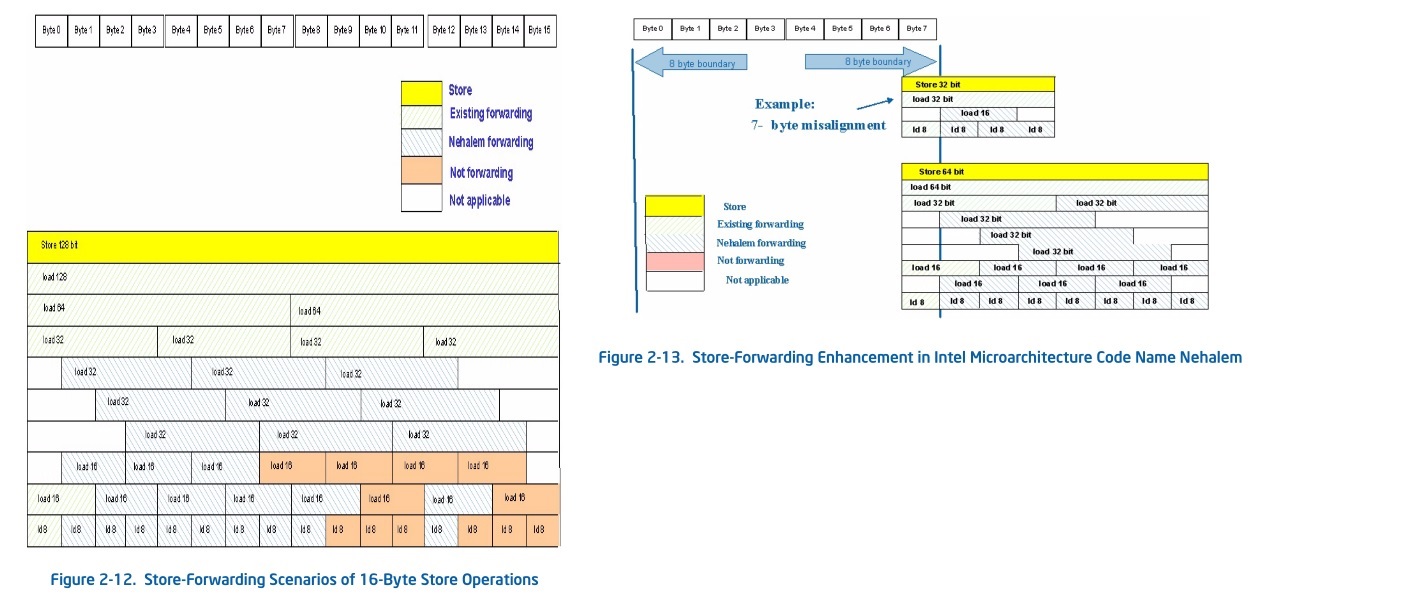 Byte 0 Byte 1 Byte 2 Byte 3 Byte 4 Byte 5 Byte 6 Byte 7 Byte 8 Byte 9 Byte 10 Byte 11 Byte 12 Byte 13 Byte 14 Byte 15
Store
Existing forwarding
Nehalem forwarding
Not forwarding
Not applicable
Store 128 bit
load 128
load 64 load 64
load 32 load 32 load 32 load 32
load 32 load 32 load 32
load 32 load 32 load 32
load 32 load 32 load 32
load 16 load 16 load 16 load 16 load 16 load 16 load 16
load 16 load 16 load 16 load 16 load 16 load 16 load 16 load 16
ld 8 ld 8 ld 8 ld 8 ld 8 ld 8 ld 8 ld 8 ld 8 ld 8 ld 8 ld 8 ld 8 ld 8 ld 8 ld 8
Figure 2-12. Store-Forwarding Scenarios of 16-Byte Store Operations
Byte 0 Byte 1 Byte 2 Byte 3 Byte 4 Byte 5 Byte 6 Byte 7
8 byte boundary 8 byte boundary
Example:
7- byte misalignment
Store 32 bit
load 32 bit
load 16
ld 8 ld 8 ld 8 ld 8
Store
Existing forwarding
Nehalem forwarding
Not forwarding
Not applicable
Store 64 bit
load 64 bit
load 32 bit load 32 bit
load 32 bit
load 32 bit
load 32 bit
load 16 load 16 load 16 load 16
load 16 load 16 load 16
ld 8 ld 8 ld 8 ld 8 ld 8 ld 8 ld 8 ld 8
Figure 2-13. Store-Forwarding Enhancement in Intel Microarchitecture Code Name Nehalem